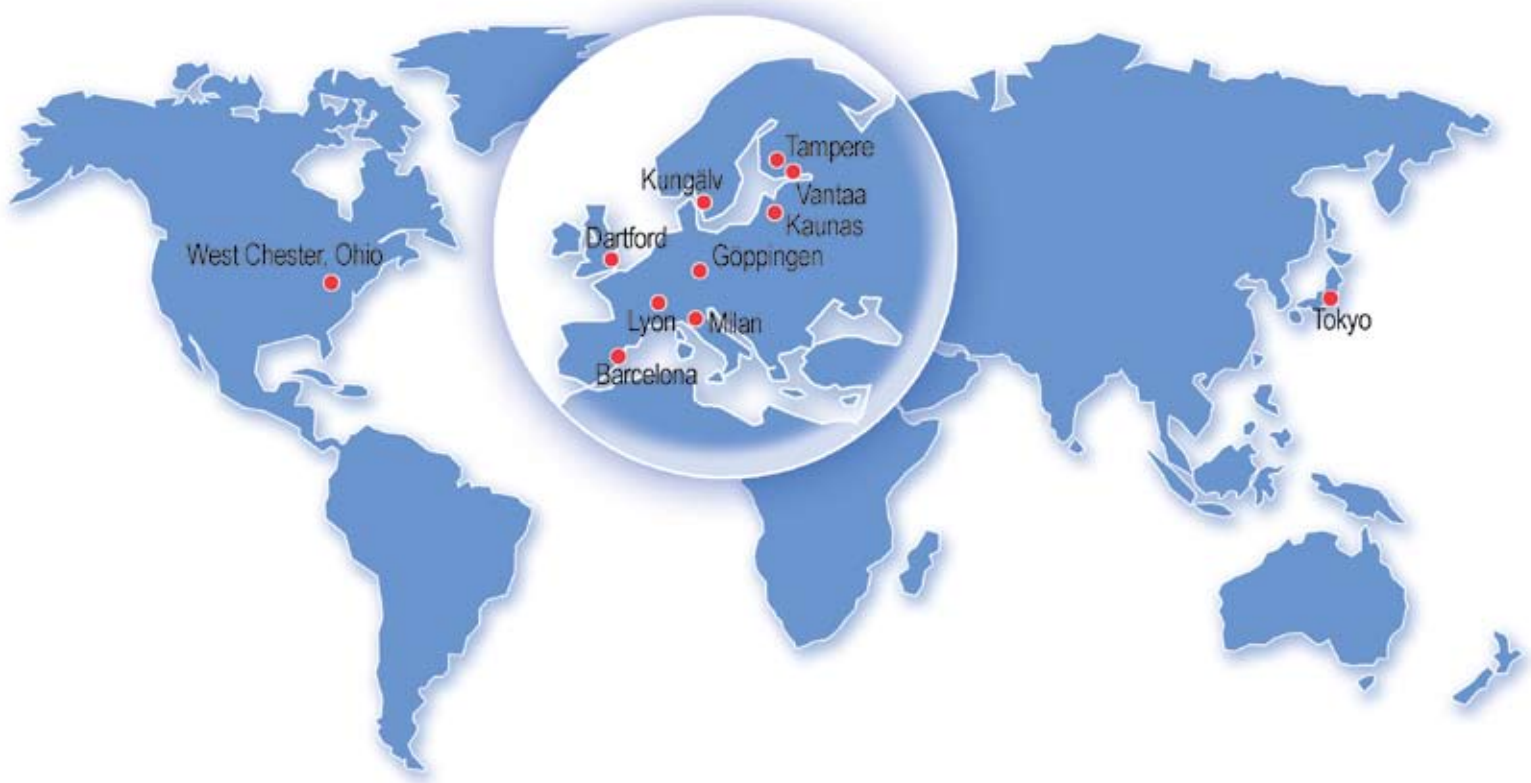 Tampere
Kungälv
Vantaa
Kaunas
West Chester, Ohio
Dartford
Göppingen
Lyon
Milan
Tokyo
Barcelona